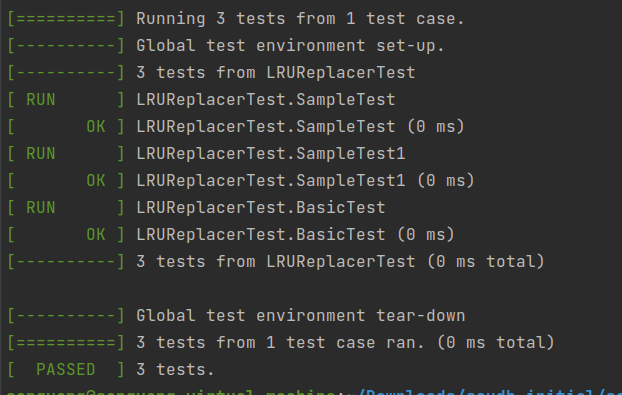 [==========] Running 3 tests from 1 test case.
[----------] Global test environment set-up.
[----------] 3 tests from LRUReplacerTest
[ RUN      ] LRUReplacerTest.SampleTest
[       OK ] LRUReplacerTest.SampleTest (0 ms)
[ RUN      ] LRUReplacerTest.SampleTest1
[       OK ] LRUReplacerTest.SampleTest1 (0 ms)
[ RUN      ] LRUReplacerTest.BasicTest
[       OK ] LRUReplacerTest.BasicTest (0 ms)
[----------] 3 tests from LRUReplacerTest (0 ms total)
[----------] Global test environment tear-down
[==========] 3 tests from 1 test case ran. (0 ms total)
[  PASSED  ] 3 tests.